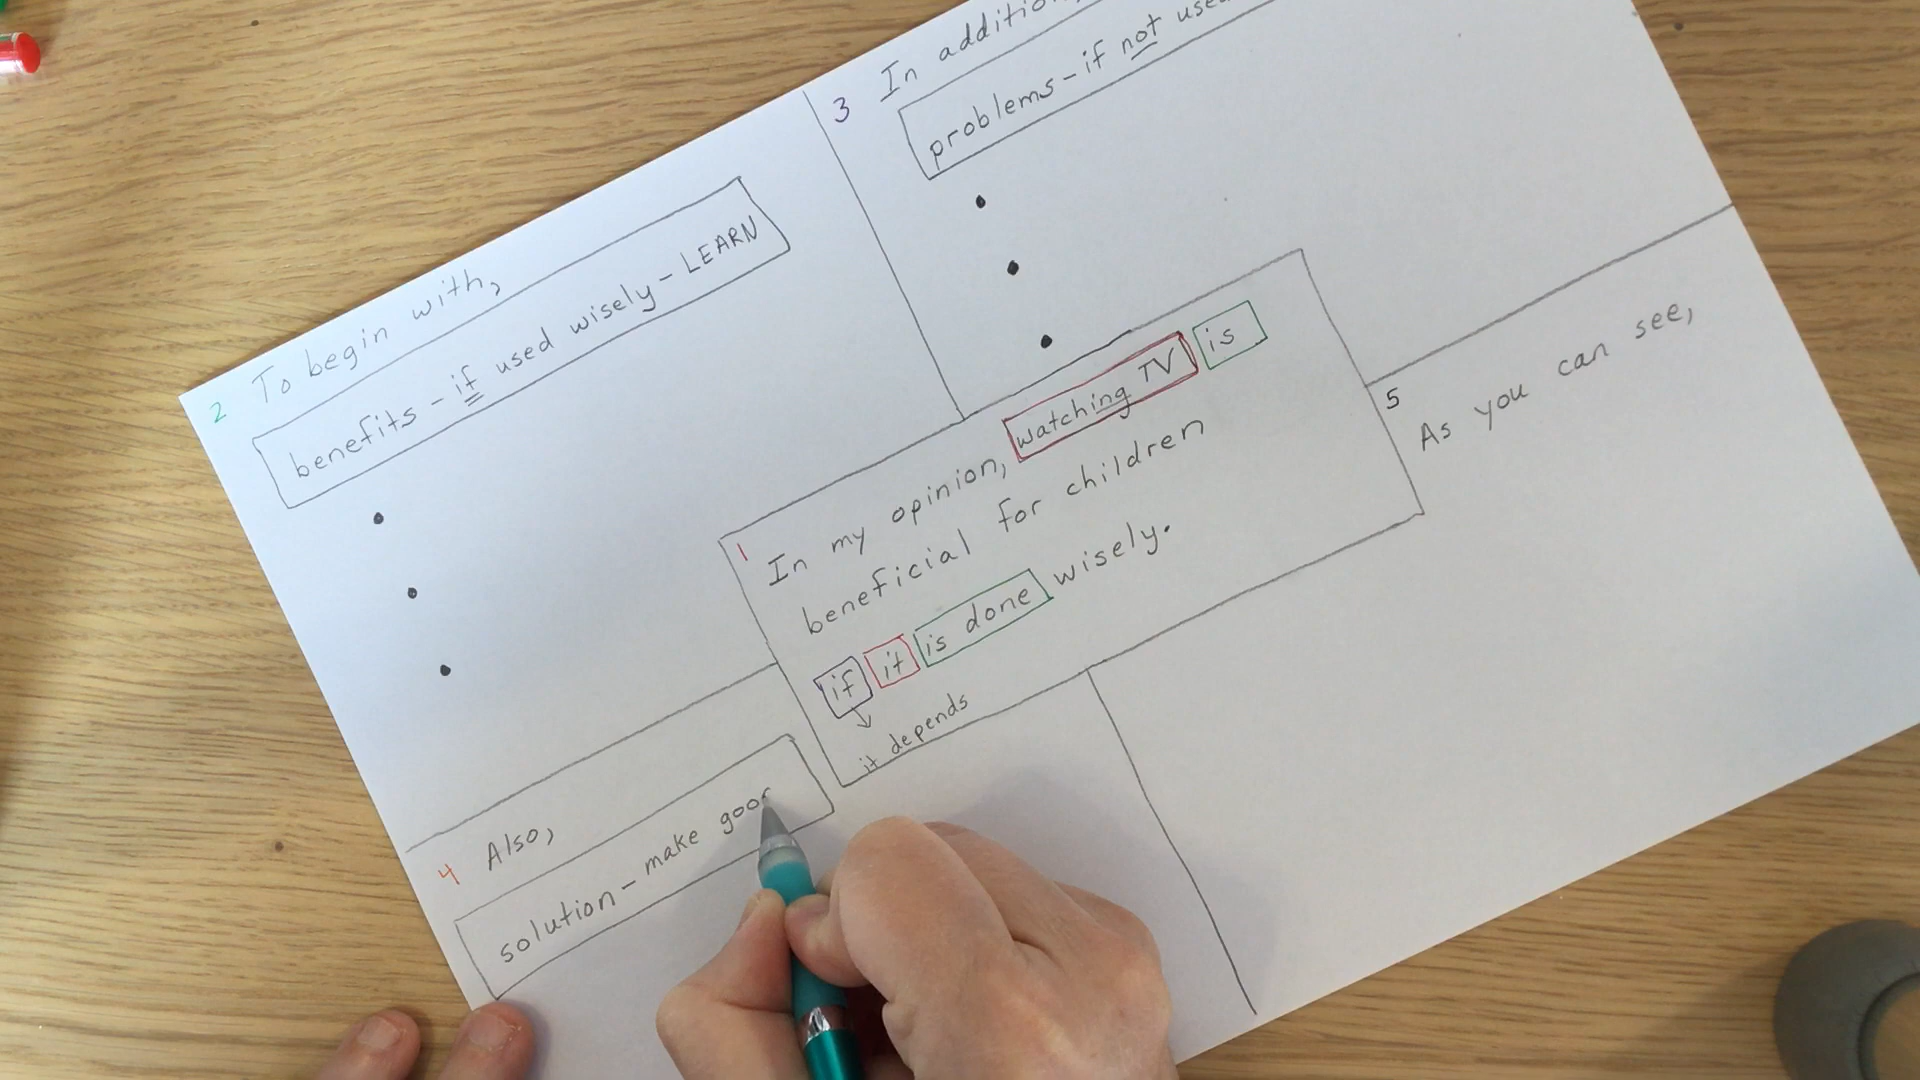 1
In my opinion, watching TV is
beneficial for children
if it is done wisely.
it depends
2 To begin with,
benefits - if used wisely - LEARN
3 In addition,
problems - if not used
4 Also,
solution - make good
5
As you can see,